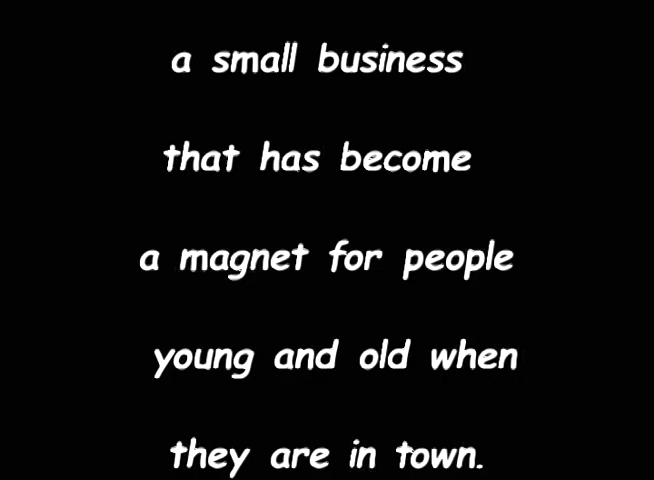 a small business
that has become
a magnet for people
young and old when
they are in town.